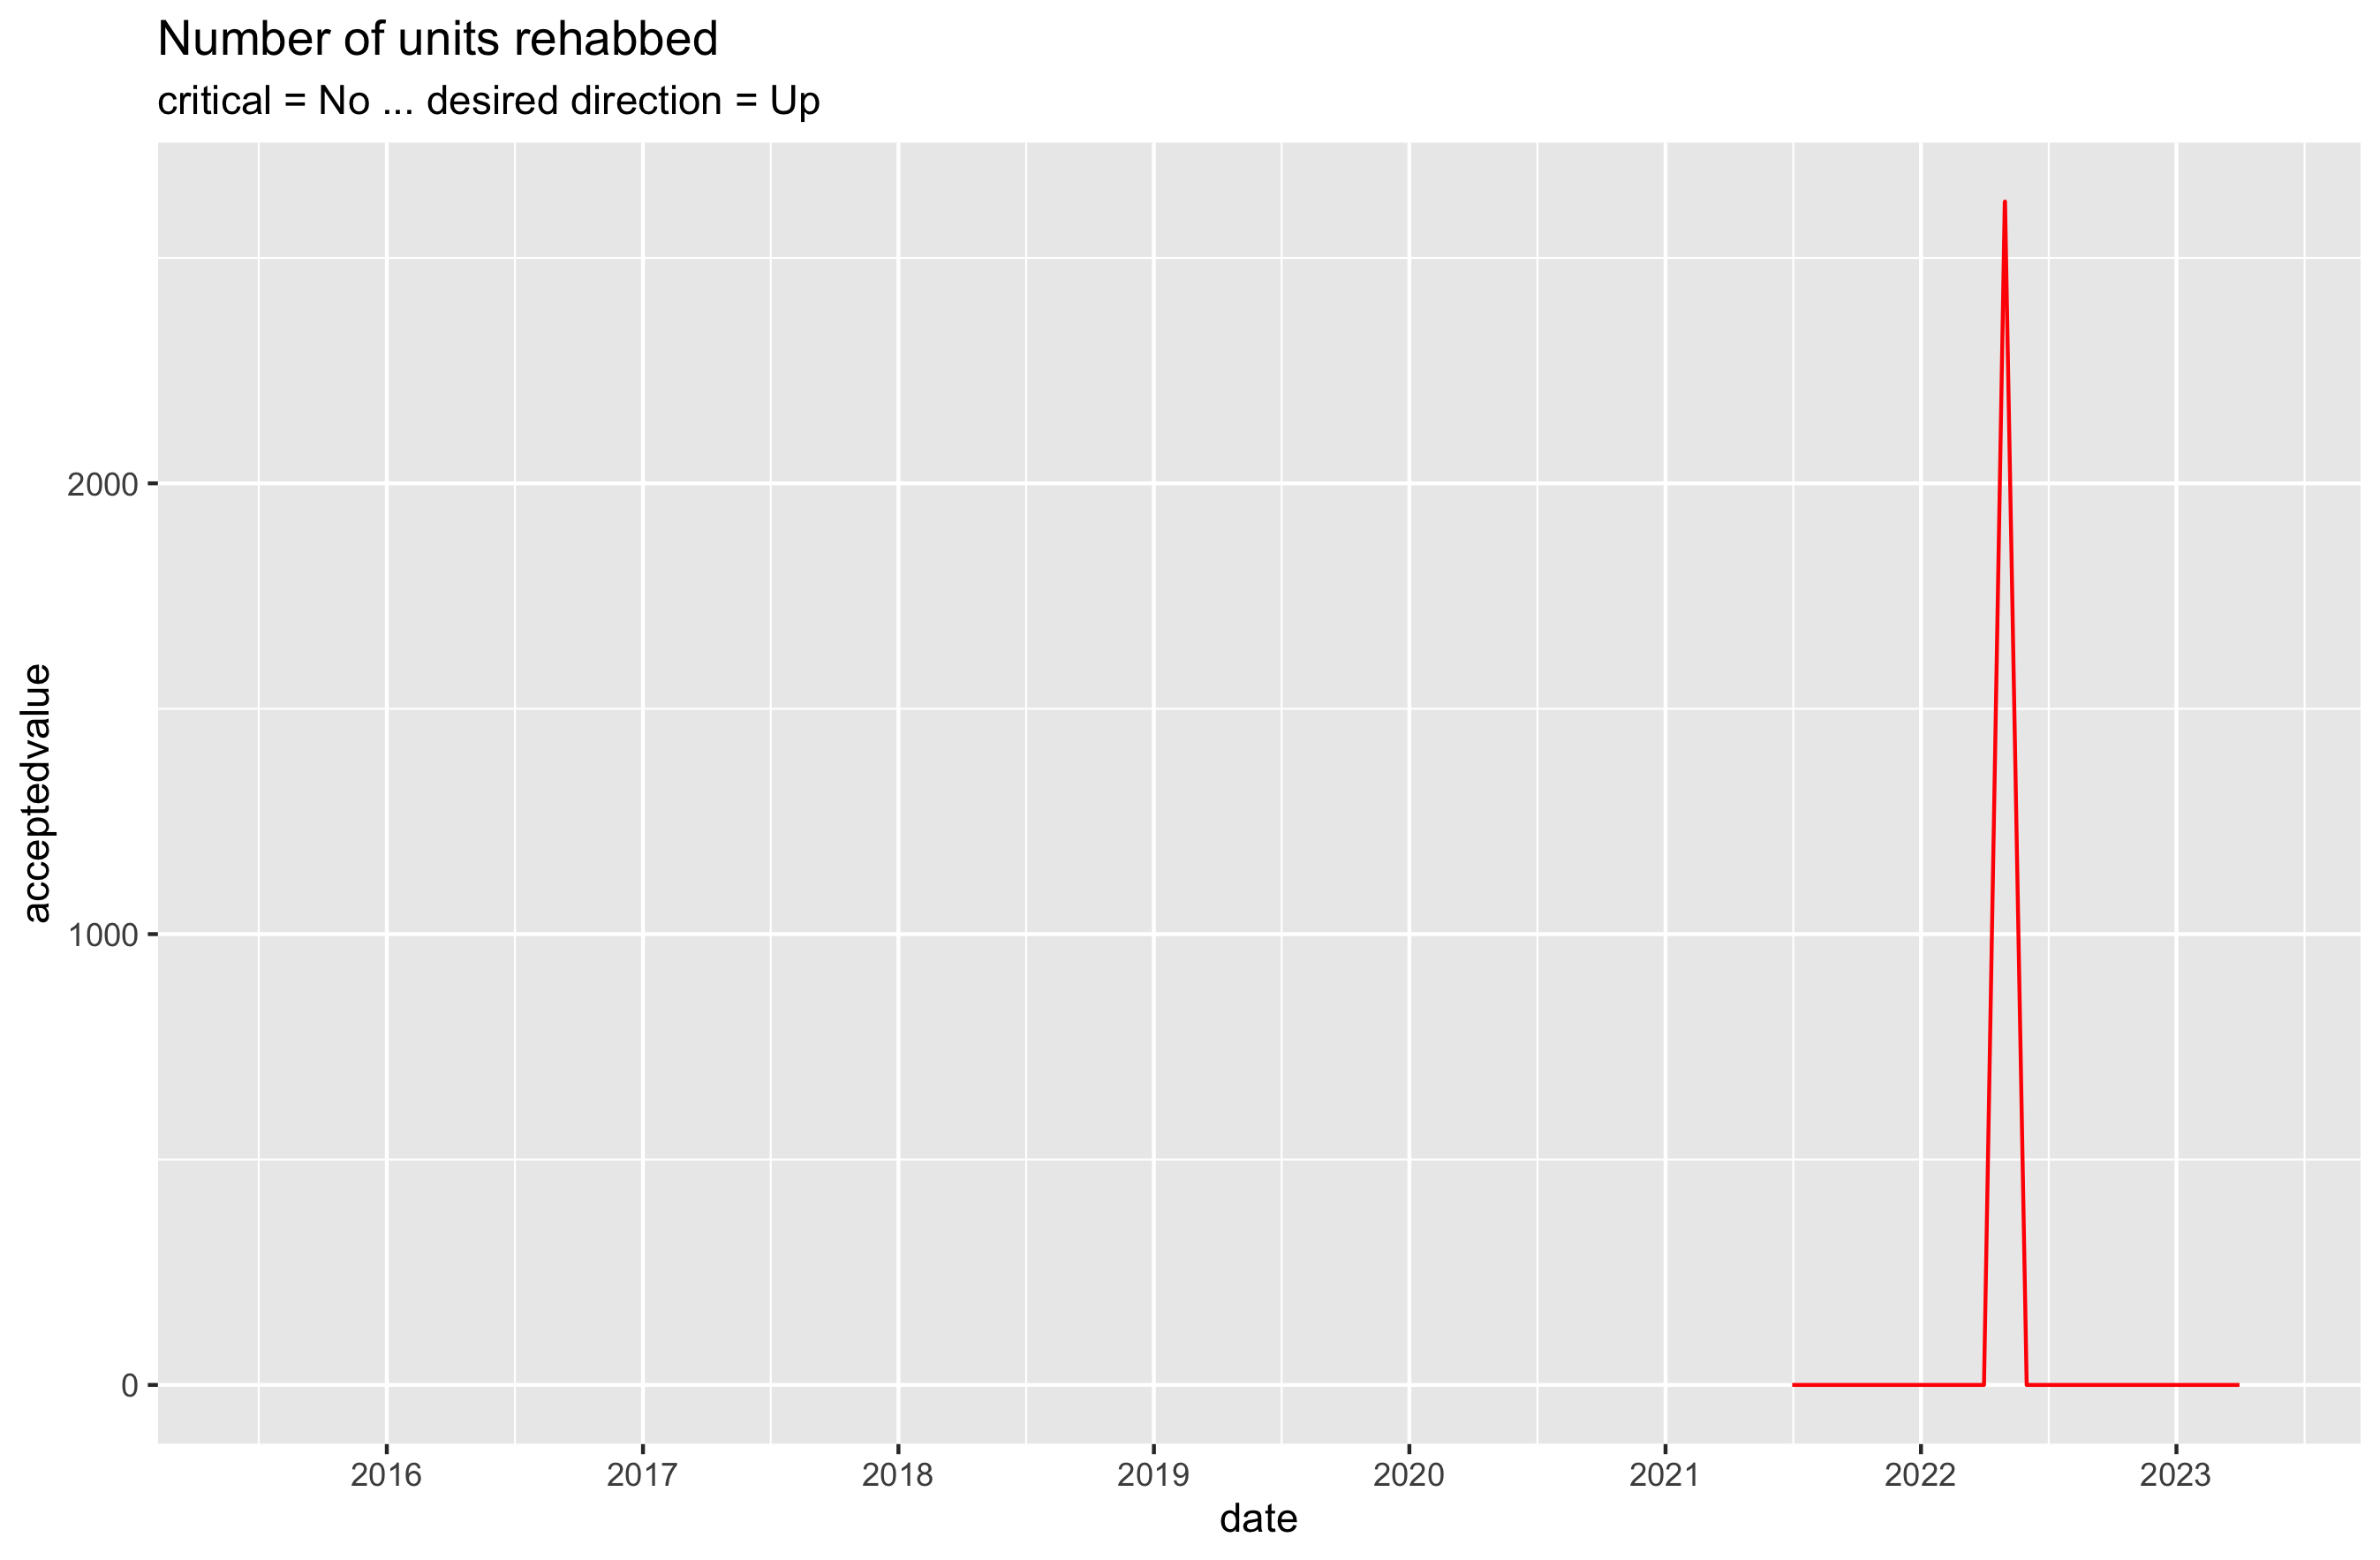 Number of units rehabbed
critical = No ... desired direction = Up
acceptedvalue
2000
1000
0
2016 2017 2018 2019 2020 2021 2022 2023
date